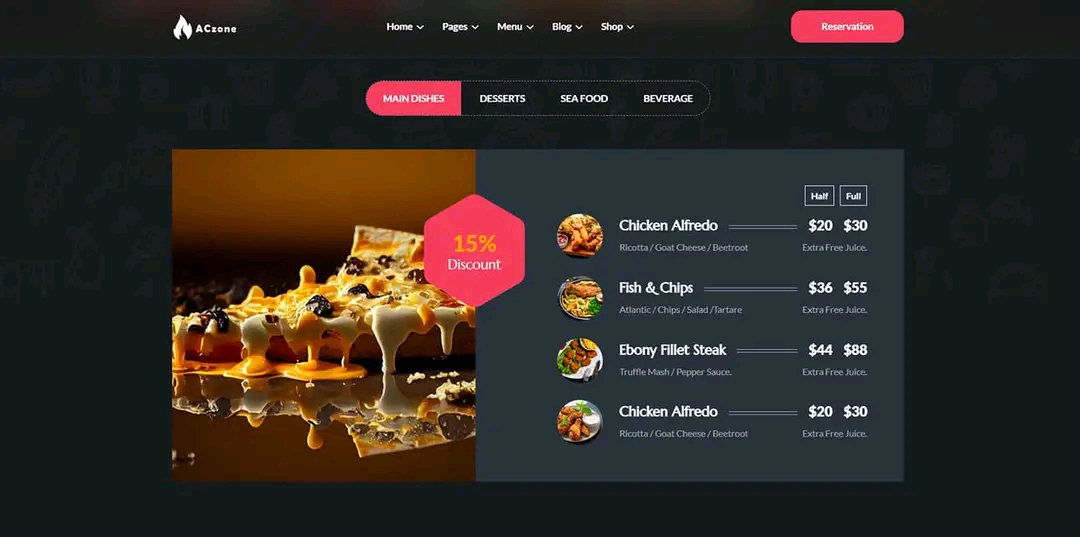 ACzone
Home Pages Menu Blog Shop
Reservation
MAIN DISHES DESSERTS SEA FOOD BEVERAGE
15%
Discount
Half Full
Chicken Alfredo $20 $30
Ricotta / Goat Cheese / Beetroot Extra Free Juice.
Fish & Chips $36 $55
Atlantic / Chips / Salad /Tartare Extra Free Juice.
Ebony Fillet Steak $44 $88
Truffle Mash / Pepper Sauce. Extra Free Juice.
Chicken Alfredo $20 $30
Ricotta / Goat Cheese / Beetroot Extra Free Juice.